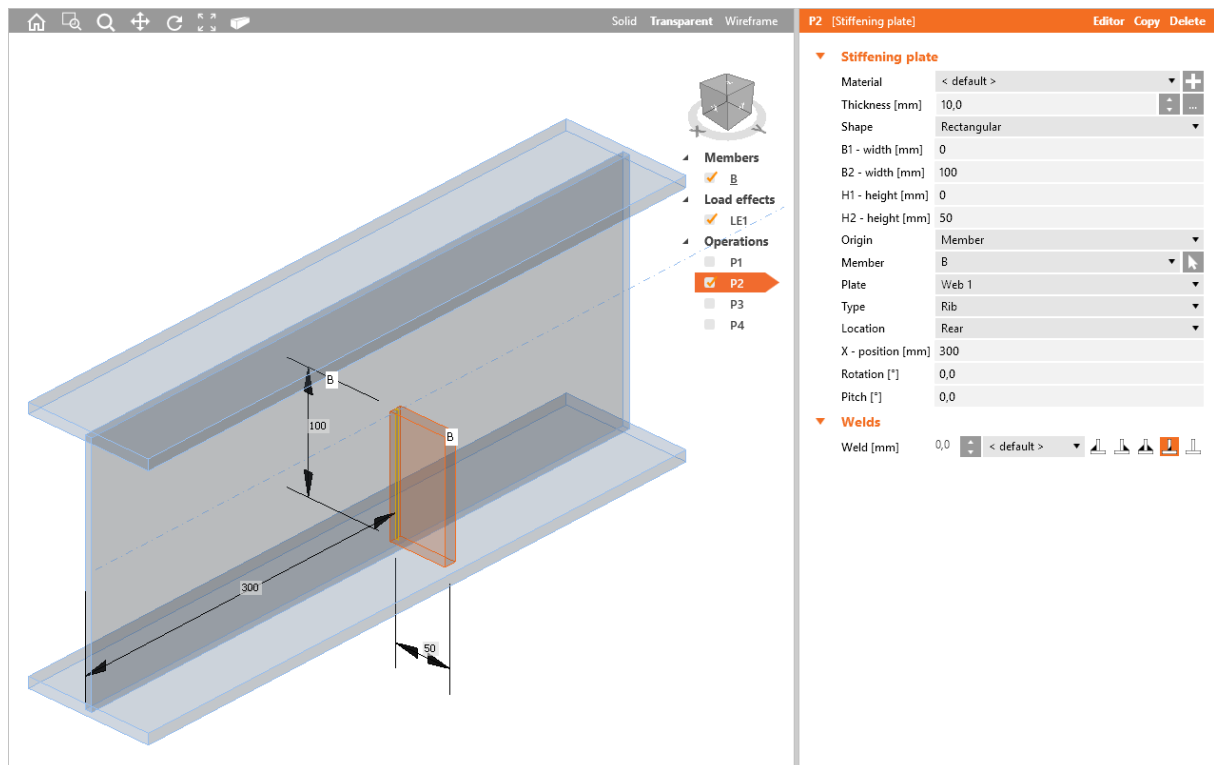 Solid Transparent Wireframe
P2 [Stiffening plate] Editor Copy Delete
Members
B
Load effects
LE1
Operations
P1
P2
P3
P4
B
100
B
300
50
Stiffening plate
Material < default >
Thickness [mm] 10,0 ...
Shape Rectangular
B1 - width [mm] 0
B2 - width [mm] 100
H1 - height [mm] 0
H2 - height [mm] 50
Origin Member
Member B
Plate Web 1
Type Rib
Location Rear
X - position [mm] 300
Rotation [°] 0,0
Pitch [°] 0,0
Welds
Weld [mm] 0,0 < default >